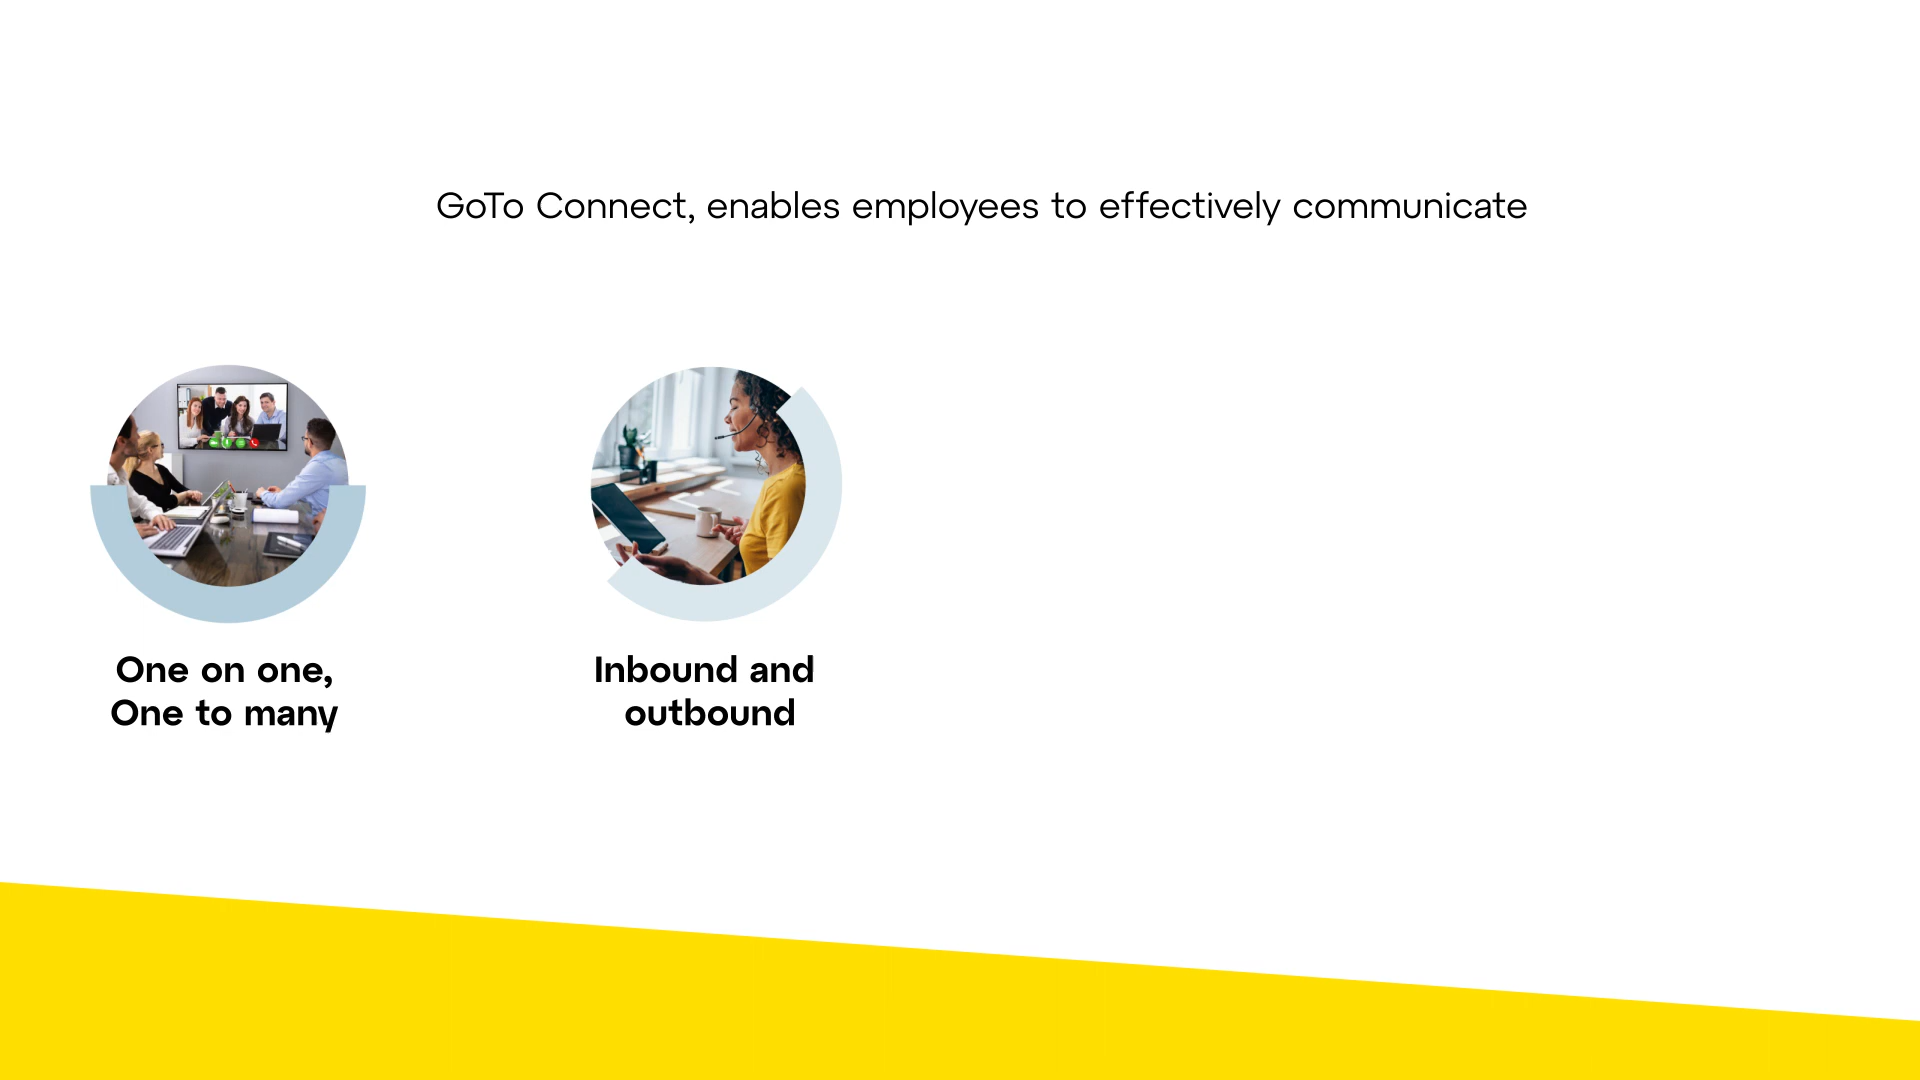 GoTo Connect, enables employees to effectively communicate
One on one,
One to many
Inbound and
outbound